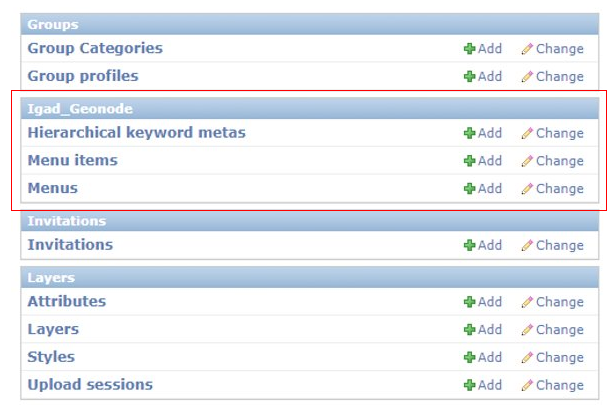 Groups
Group Categories Add Change
Group profiles Add Change
Igad_Geonode
Hierarchical keyword metas Add Change
Menu items Add Change
Menus Add Change
Invitations
Invitations Add Change
Layers
Attributes Add Change
Layers Add Change
Styles Add Change
Upload sessions Add Change